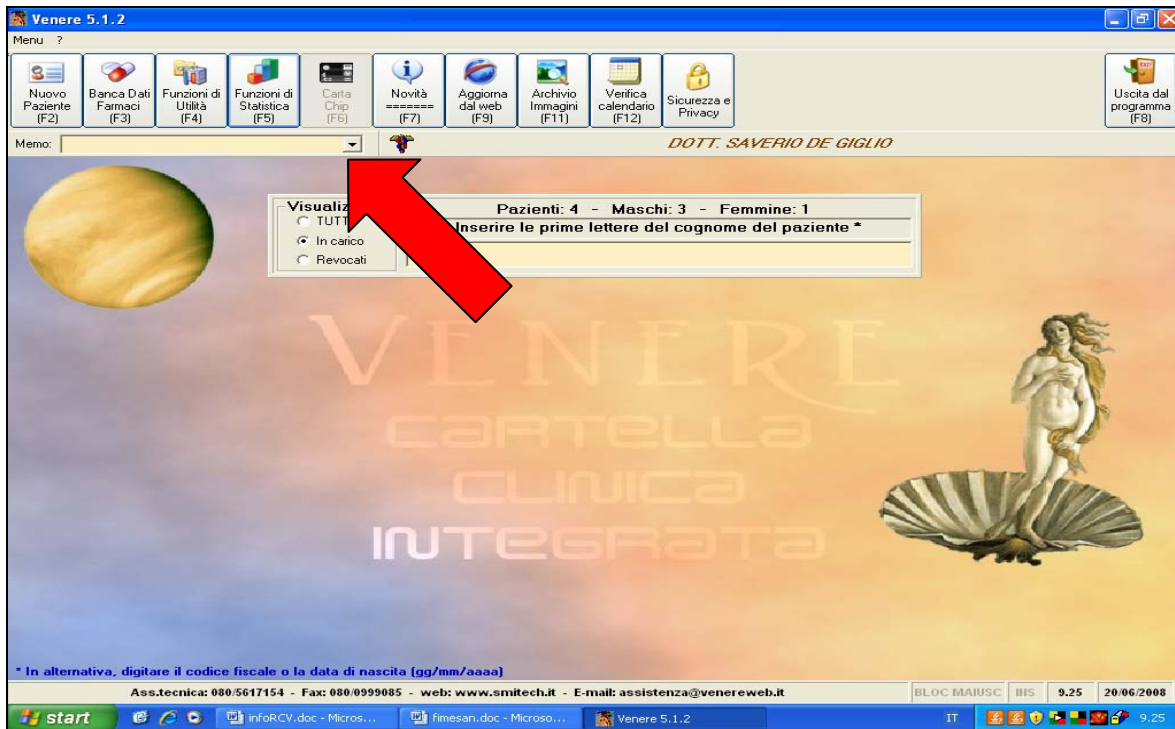 Venere 5.1.2
Menu ?
Nuovo Paziente (F2)
Banca Dati Farmaci (F3)
Funzioni di Utilità (F4)
Funzioni di Statistica (F5)
Carta Chip (F6)
Novità ======= (F7)
Aggiorna dal web (F9)
Archivio Immagini (F11)
Verifica calendario (F12)
Sicurezza e Privacy
Uscita dal programma (F8)
Memo:
DOTT. SAVERIO DE GIGLIO
Pazienti: 4 - Maschi: 3 - Femmine: 1
Inserire le prime lettere del cognome del paziente *
In carico
Revocati
VENERE
CARTELLA
CLINICA
INTEGRATA
* In alternativa, digitare il codice fiscale o la data di nascita (gg/mm/aaaa)
Ass.tecnica: 080/5617154 - Fax: 080/0999085 - web: www.smitech.it - E-mail: assistenza@venereweb.it
BLOC MAIUSC INS 9.25 20/06/2008
start infoRCV.doc - Micros... fimesan.doc - Microso... Venere 5.1.2 IT 9.25